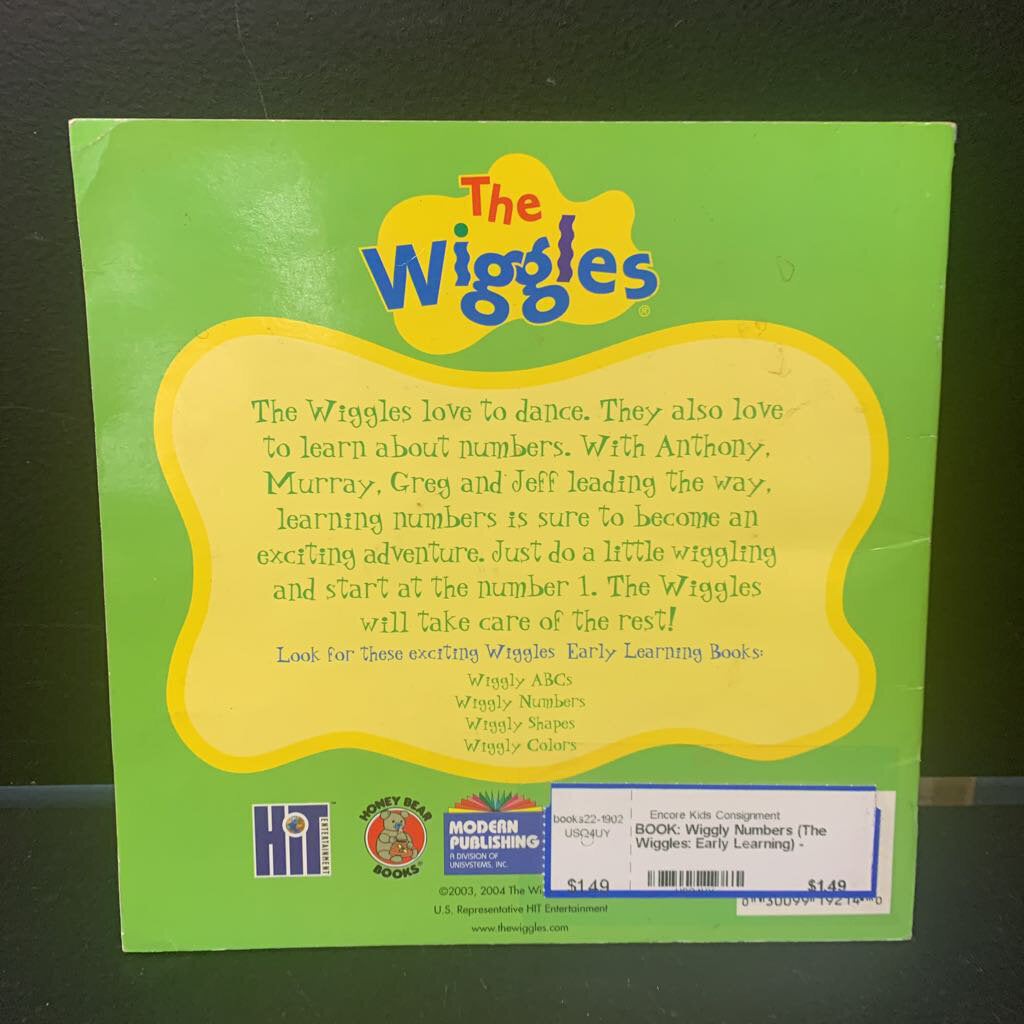 The
Wiggles®
The Wiggles love to dance. They also love
to learn about numbers. With Anthony,
Murray, Greg and Jeff leading the way,
learning numbers is sure to become an
exciting adventure. Just do a little wiggling
and start at the number 1. The Wiggles
will take care of the rest!
Look for these exciting Wiggles Early Learning Books:
Wiggly ABCs
Wiggly Numbers
Wiggly Shapes
Wiggly Colors
HiT ENTERTAINMENT
HONEY BEAR
BOOKS®
MODERN
PUBLISHING
A DIVISION OF
UNISYSTEMS, INC.
books22-1902
$1.49
Encore Kids Consignment
BOOK: Wiggly Numbers (The
Wiggles: Early Learning) -
$1.49
©2003, 2004 The Wi
U.S. Representative HIT Entertainment
www.thewiggles.com